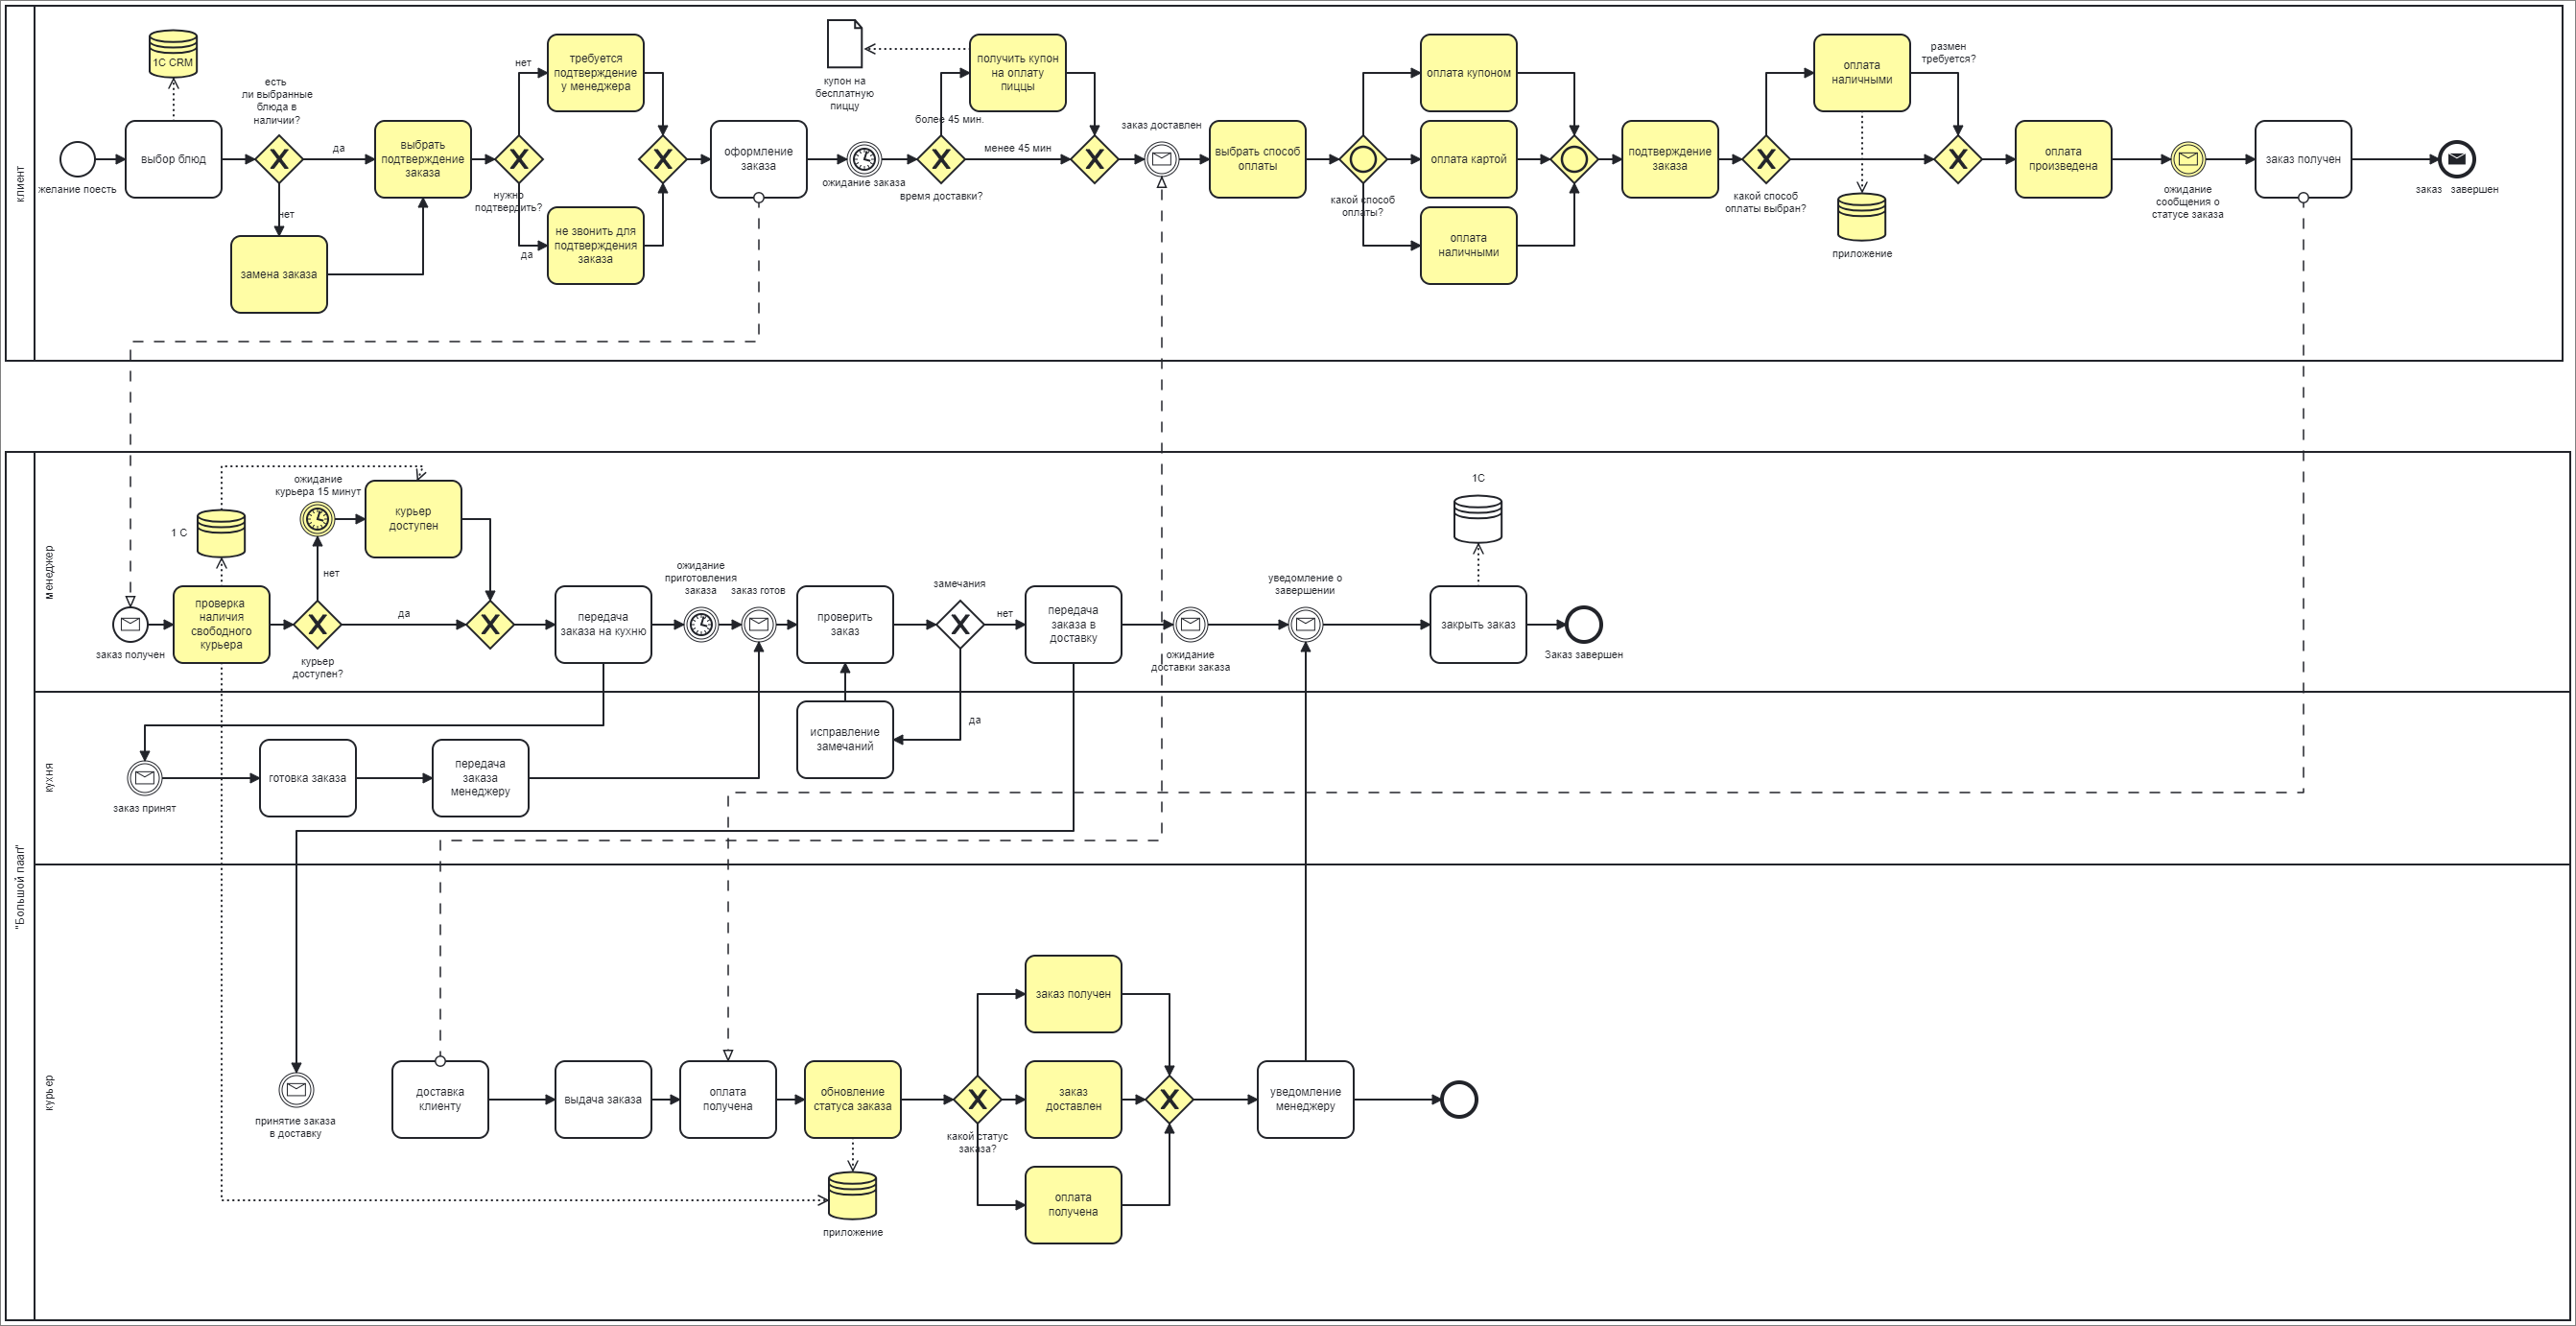 клиент
1С CRM
выбор блюд
желание поесть
есть
ли выбранные
блюда в
наличии?
да
нет
замена заказа
выбрать
подтверждение
заказа
нет
нужно
подтвердить?
да
требуется
подтверждение
у менеджера
не звонить для
подтверждения
заказа
оформление
заказа
ожидание заказа
купон на
бесплатную
пиццу
более 45 мин.
менее 45 мин
время доставки?
получить купон
на оплату
пиццы
заказ доставлен
выбрать способ
оплаты
какой способ
оплаты?
оплата купоном
оплата картой
оплата
наличными
подтверждение
заказа
какой способ
оплаты выбран?
оплата
наличными
приложение
размен
требуется?
оплата
произведена
ожидание
сообщения о
статусе заказа
заказ получен
заказ завершен
"Большой паап"
менеджер
заказ получен
1 С
проверка
наличия
свободного
курьера
ожидание
курьера 15 минут
нет
курьер
доступен?
да
курьер
доступен
передача
заказа на кухню
ожидание
приготовления
заказа
заказ готов
проверить
заказ
замечания
нет
да
передача
заказа в
доставку
ожидание
доставки заказа
уведомление о
завершении
1С
закрыть заказ
Заказ завершен
кухня
заказ принят
готовка заказа
передача
заказа
менеджеру
исправление
замечаний
курьер
принятие заказа
в доставку
доставка
клиенту
выдача заказа
оплата
получена
обновление
статуса заказа
приложение
какой статус
заказа?
заказ получен
заказ
доставлен
оплата
получена
уведомление
менеджеру